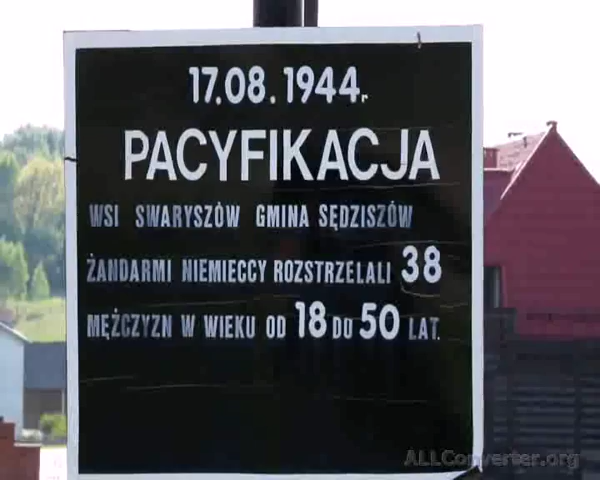 17.08.1944r.
PACYFIKACJA
WSI SWARYSZÓW GMINA SĘDZISZÓW
ŻANDARMI NIEMIECCY ROZSTRZELALI 38
MĘŻCZYZN W WIEKU OD 18 DO 50 LAT.
ALLConverter.org